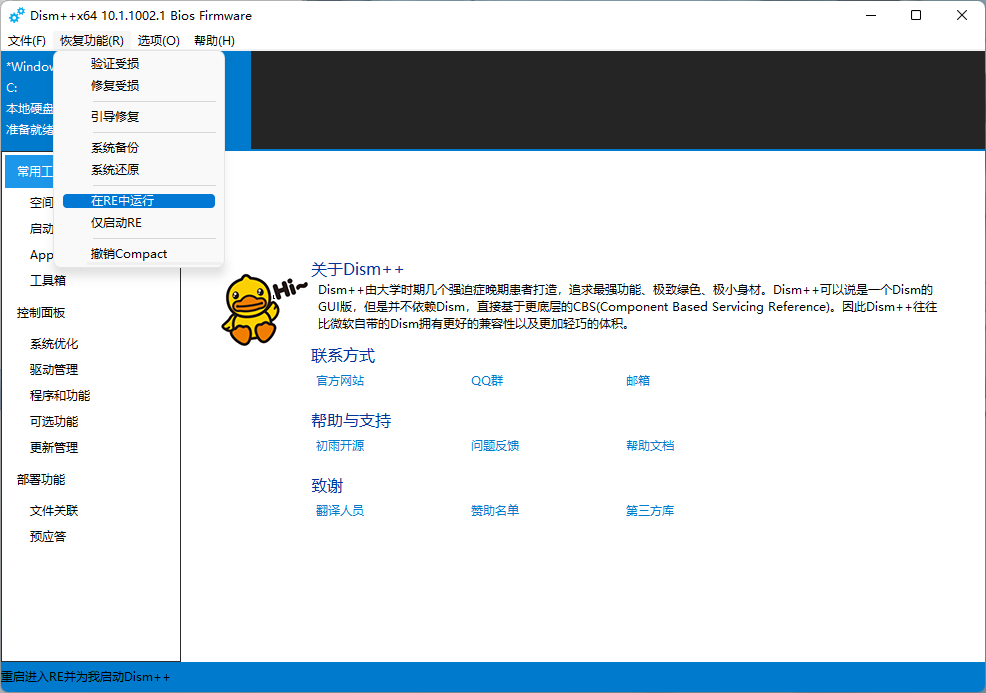 Dism++x64 10.1.1002.1 Bios Firmware
文件(F) 恢复功能(R) 选项(O) 帮助(H)
*Window
C:
本地硬盘
准备就绪
验证受损
修复受损
引导修复
系统备份
系统还原
在RE中运行
仅启动RE
撤销Compact
常用工
空间
启动
App
工具箱
控制面板
系统优化
驱动管理
程序和功能
可选功能
更新管理
部署功能
文件关联
预应答
Hi~
关于Dism++
Dism++由大学时期几个强迫症晚期患者打造，追求最强功能、极致绿色、极小身材。Dism++可以说是一个Dism的
GUI版，但是并不依赖Dism，直接基于更底层的CBS(Component Based Servicing Reference)。因此Dism++往往
比微软自带的Dism拥有更好的兼容性以及更加轻巧的体积。
联系方式
官方网站 QQ群 邮箱
帮助与支持
初雨开源 问题反馈 帮助文档
致谢
翻译人员 赞助名单 第三方库
重启进入RE并为我启动Dism++